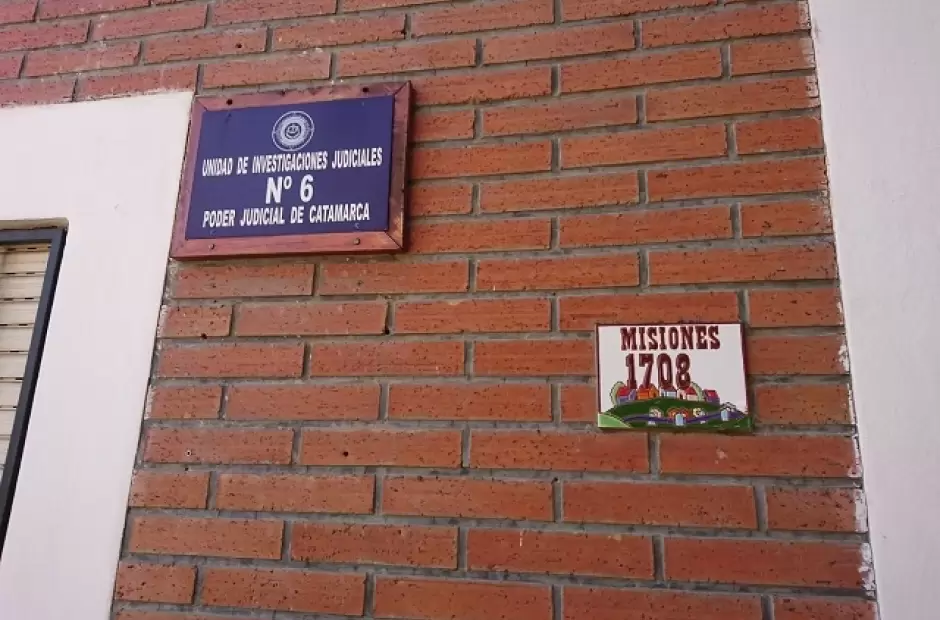 UNIDAD DE INVESTIGACIONES JUDICIALES
Nº 6
PODER JUDICIAL DE CATAMARCA
MISIONES
1708